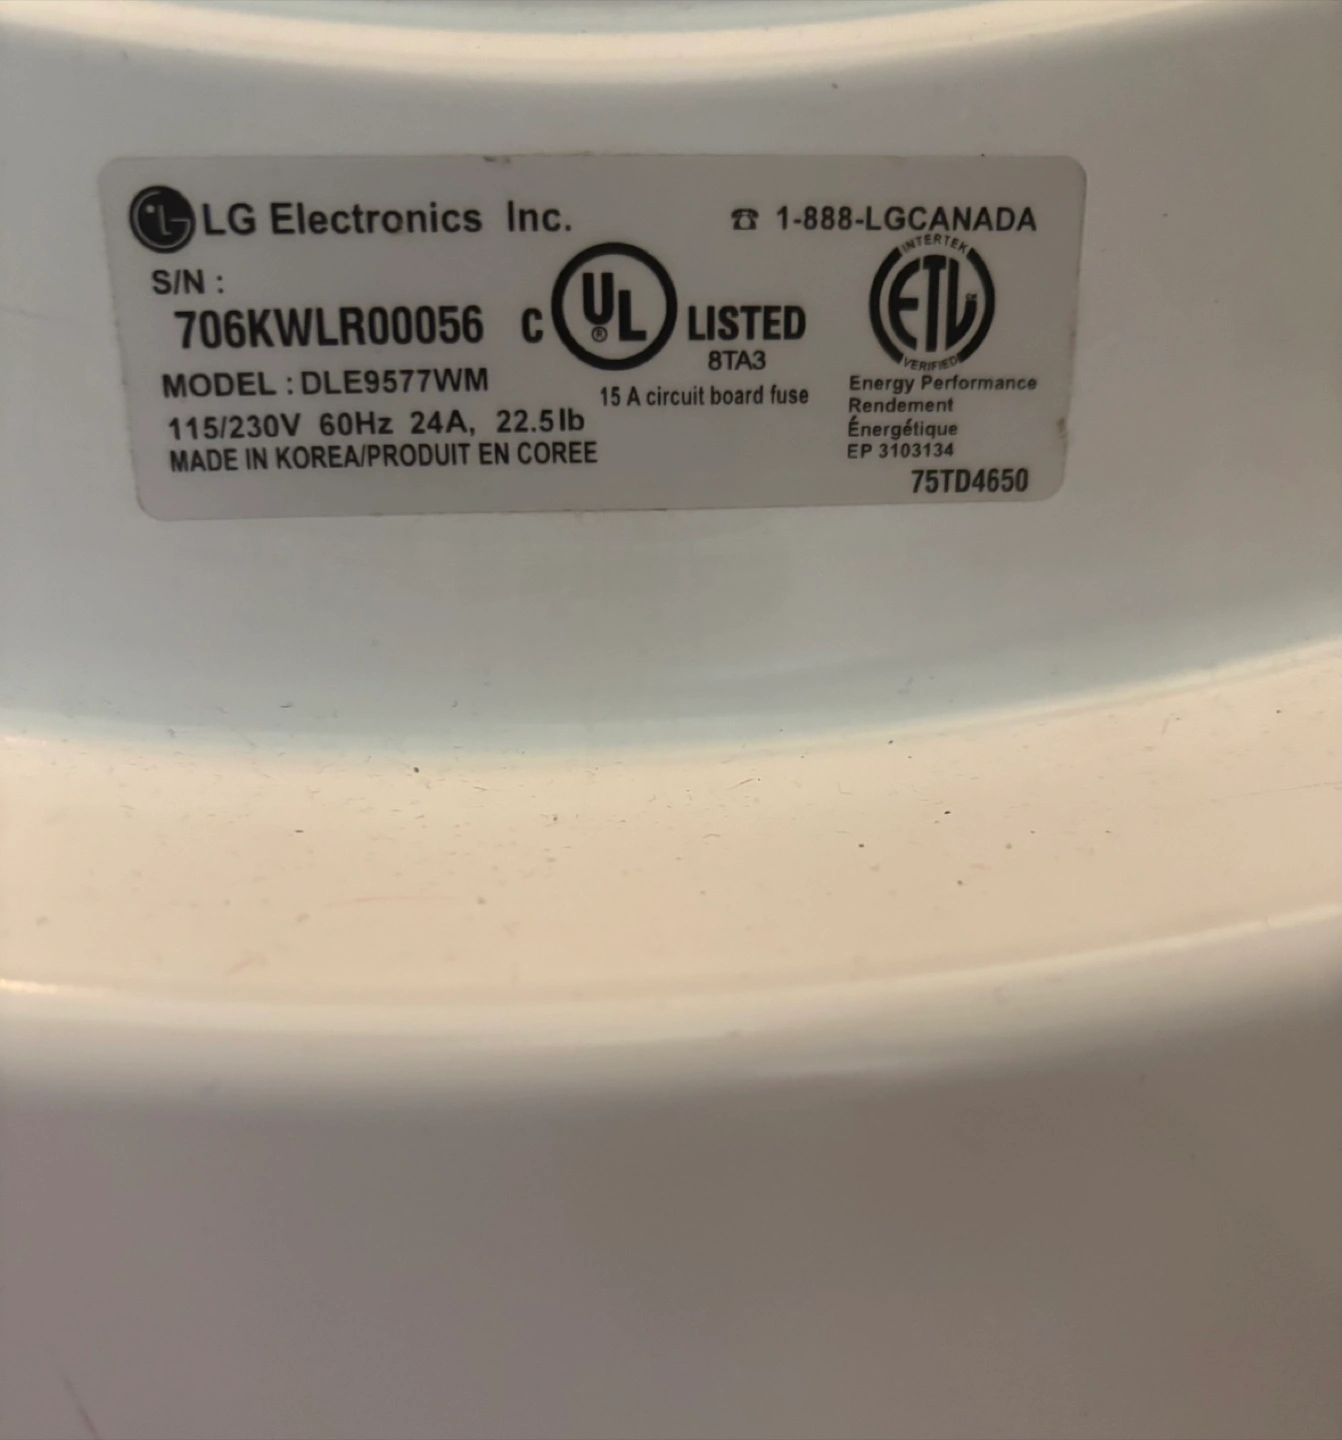 LG Electronics Inc.
☎ 1-888-LGCANADA
S/N :
706KWLR00056
MODEL : DLE9577WM
115/230V 60Hz 24A, 22.5lb
MADE IN KOREA/PRODUIT EN COREE
C UL ® LISTED
8TA3
15 A circuit board fuse
INTERTEK
ETL
VERIFIED
Energy Performance
Rendement
Énergétique
EP 3103134
75TD4650